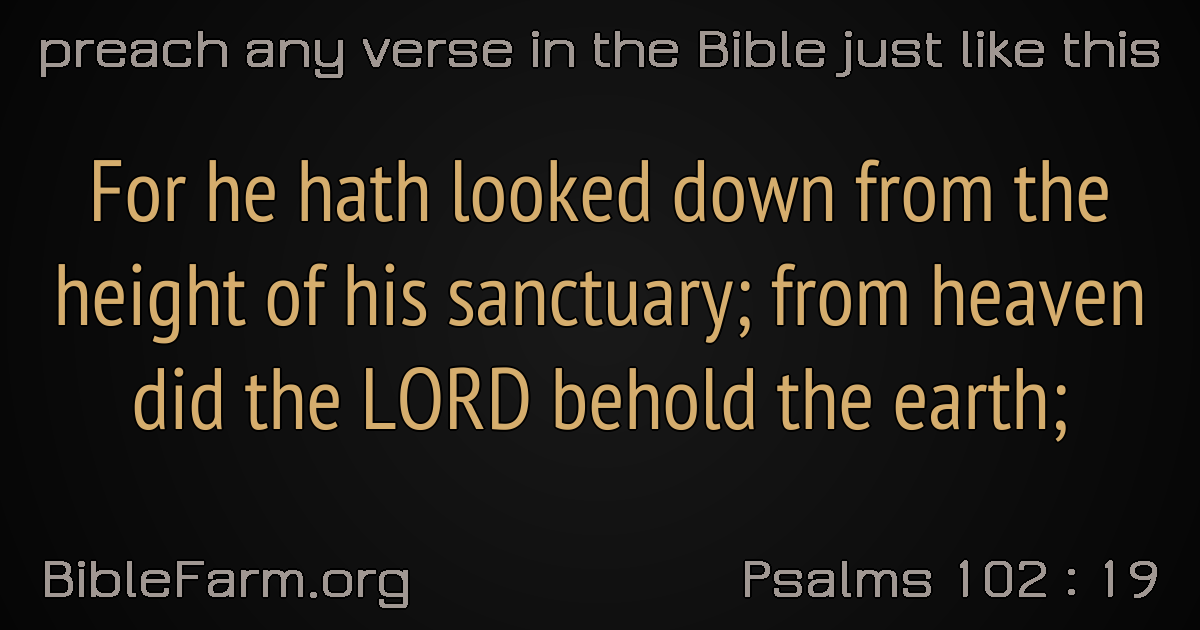 preach any verse in the Bible just like this
For he hath looked down from the
height of his sanctuary; from heaven
did the LORD behold the earth;
BibleFarm.org
Psalms 102 : 19